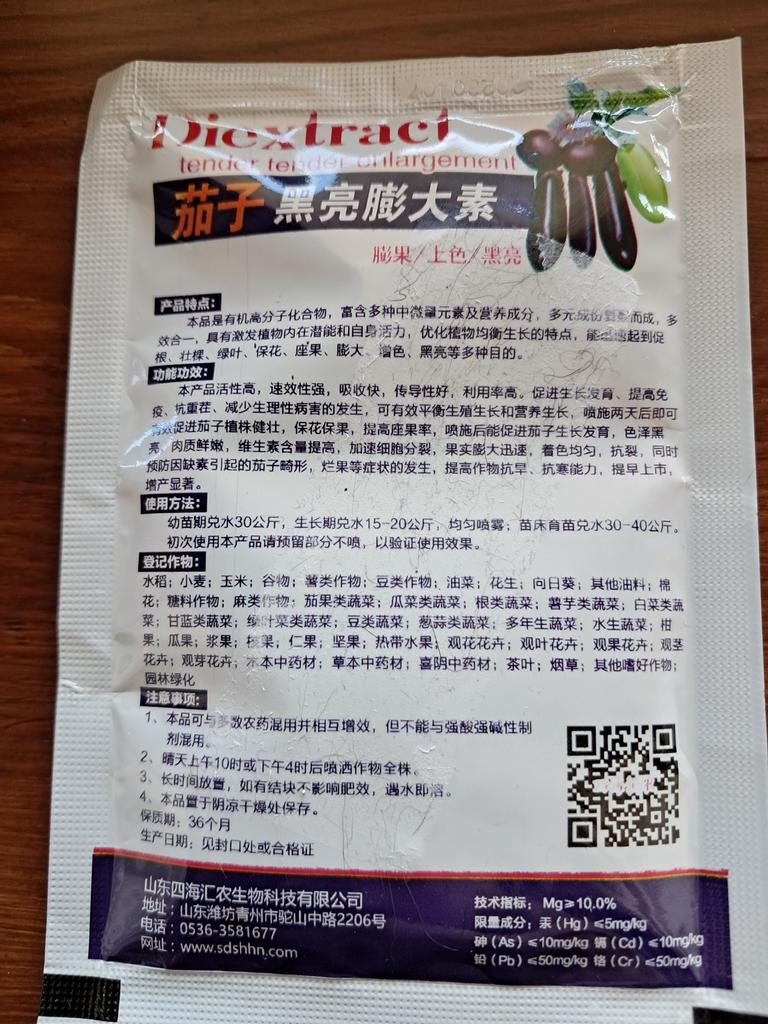 Diextract
tender tender enlargement
茄子 黑亮膨大素
膨果/上色/黑亮
产品特点：
本品是有机高分子化合物，富含多种中微量元素及营养成分，多元成份复配而成，多
效合一，具有激发植物内在潜能和自身活力，优化植物均衡生长的特点，能迅速起到促
根、壮棵、绿叶、保花、座果、膨大、增色、黑亮等多种目的。
功能功效：
本产品活性高，速效性强，吸收快，传导性好，利用率高。促进生长发育、提高免
疫、抗重茬、减少生理性病害的发生，可有效平衡生殖生长和营养生长，喷施两天后即可
有效促进茄子植株健壮，保花保果，提高座果率，喷施后能促进茄子生长发育，色泽黑
亮，肉质鲜嫩，维生素含量提高，加速细胞分裂，果实膨大迅速，着色均匀，抗裂，同时
预防因缺素引起的茄子畸形，烂果等症状的发生，提高作物抗旱、抗寒能力，提早上市，
增产显著。
使用方法：
幼苗期兑水30公斤，生长期兑水15-20公斤，均匀喷雾；苗床育苗兑水30-40公斤。
初次使用本产品请预留部分不喷，以验证使用效果。
登记作物：
水稻；小麦；玉米；谷物；薯类作物；豆类作物；油菜；花生；向日葵；其他油料；棉
花；糖料作物；麻类作物；茄果类蔬菜；瓜菜类蔬菜；根类蔬菜；薯芋类蔬菜；白菜类蔬
菜；甘蓝类蔬菜；绿叶菜类蔬菜；豆类蔬菜；葱蒜类蔬菜；多年生蔬菜；水生蔬菜；柑
果；瓜果；浆果；核果；仁果；坚果；热带水果；观花花卉；观叶花卉；观果花卉；观茎
花卉；观芽花卉；木本中药材；草本中药材；喜阴中药材；茶叶；烟草；其他嗜好作物；
园林绿化
注意事项：
1、本品可与多数农药混用并相互增效，但不能与强酸强碱性制
剂混用。
2、晴天上午10时或下午4时后喷洒作物全株。
3、长时间放置，如有结块不影响肥效，遇水即溶。
4、本品置于阴凉干燥处保存。
保质期：36个月
生产日期：见封口处或合格证
山东四海汇农生物科技有限公司
地址：山东潍坊青州市驼山中路2206号
电话：0536-3581677
网址：www.sdshhn.com
技术指标：Mg≥10.0%
限量成分：汞（Hg）≤5mg/kg
砷（As）≤10mg/kg 镉（Cd）≤10mg/kg
铅（Pb）≤50mg/kg 铬（Cr）≤50mg/kg